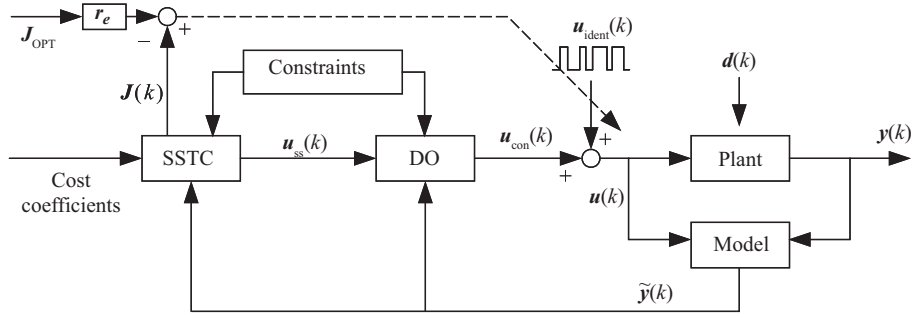 r_e
J_OPT
−
+
u_ident(k)
Constraints
d(k)
J(k)
SSTC
u_ss(k)
DO
u_con(k)
+
+
Plant
y(k)
Cost
coefficients
u(k)
Model
ỹ(k)